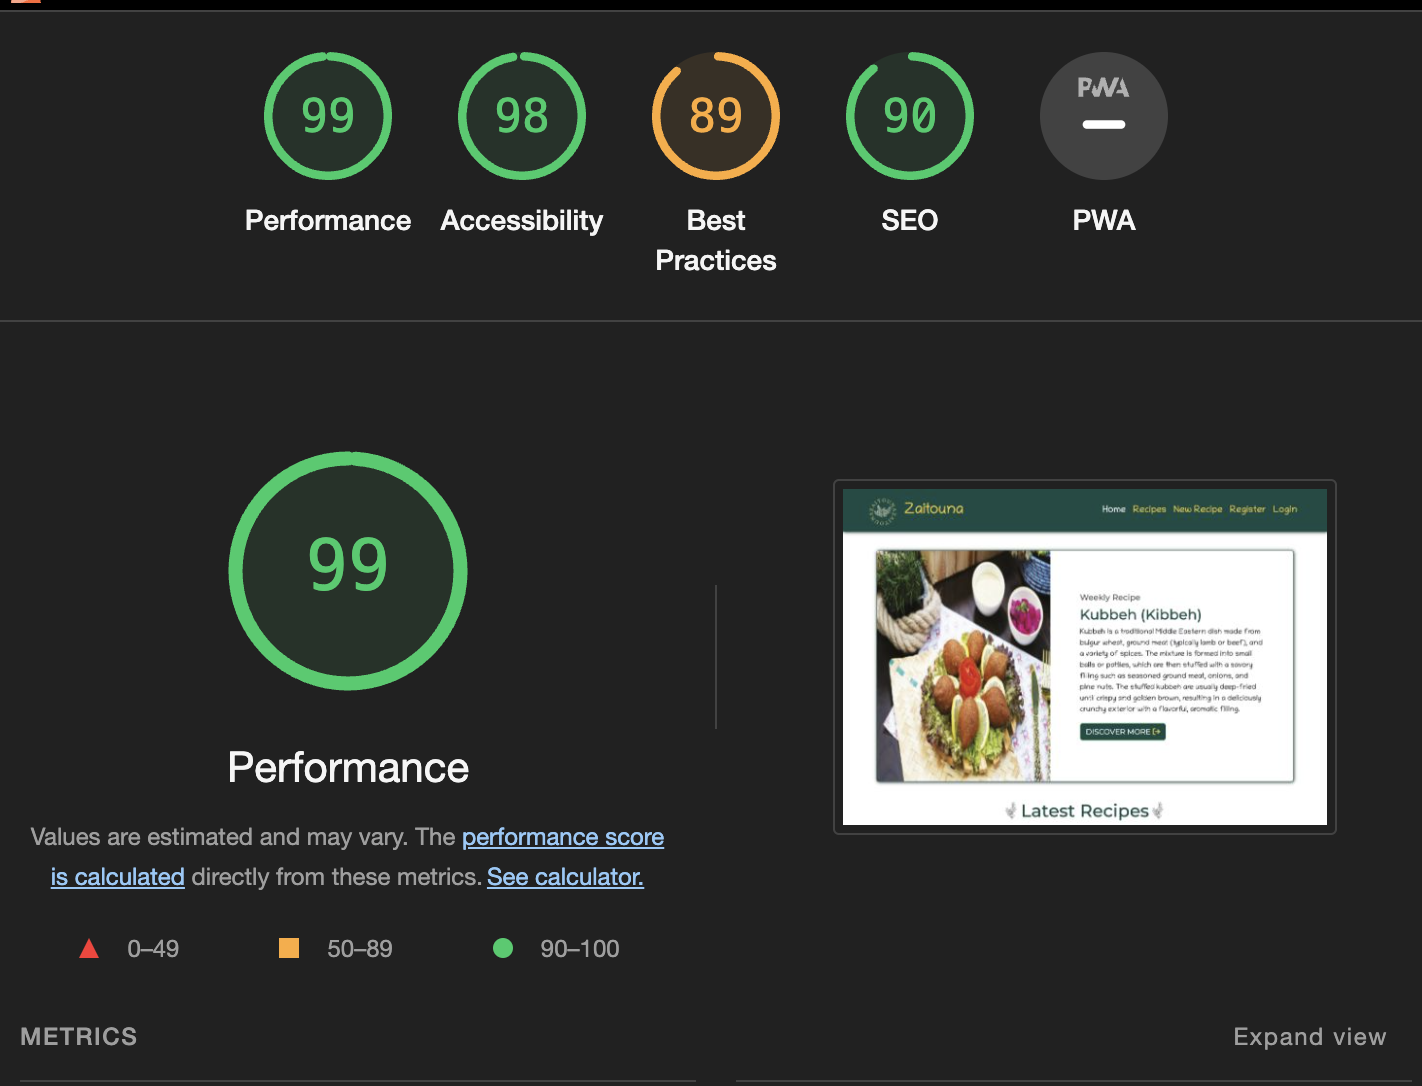 99
98
89
90
PWA
Performance
Accessibility
Best
Practices
SEO
PWA
99
Performance
Values are estimated and may vary. The performance score
is calculated directly from these metrics. See calculator.
0–49
50–89
90–100
Zaitouna
Home Recipes New Recipe Register Login
Weekly Recipe
Kubbeh (Kibbeh)
Kubbeh is a traditional Middle Eastern dish made from
bulgur wheat, ground meat (typically lamb or beef), and
a variety of spices. The mixture is formed into small
balls or patties, which are then stuffed with a savory
filling such as seasoned ground meat, onions, and
pine nuts. The stuffed kubbeh are usually deep-fried
until crispy and golden brown, resulting in a deliciously
crunchy exterior with a flavorful, aromatic filling.
DISCOVER MORE
Latest Recipes
METRICS
Expand view